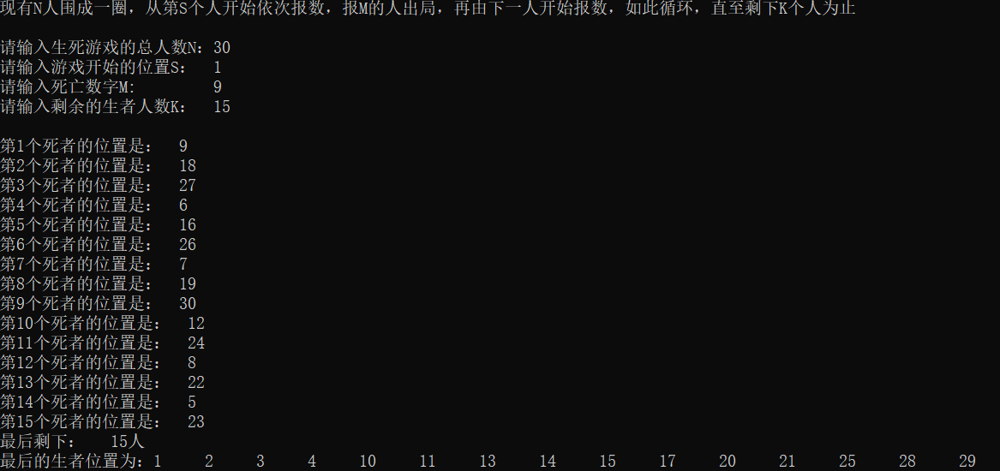 现有N人围成一圈，从第S个人开始依次报数，报M的人出局，再由下一人开始报数，如此循环，直至剩下K个人为止
请输入生死游戏的总人数N：30
请输入游戏开始的位置S： 1
请输入死亡数字M: 9
请输入剩余的生者人数K： 15
第1个死者的位置是： 9
第2个死者的位置是： 18
第3个死者的位置是： 27
第4个死者的位置是： 6
第5个死者的位置是： 16
第6个死者的位置是： 26
第7个死者的位置是： 7
第8个死者的位置是： 19
第9个死者的位置是： 30
第10个死者的位置是： 12
第11个死者的位置是： 24
第12个死者的位置是： 8
第13个死者的位置是： 22
第14个死者的位置是： 5
第15个死者的位置是： 23
最后剩下： 15人
最后的生者位置为：1 2 3 4 10 11 13 14 15 17 20 21 25 28 29